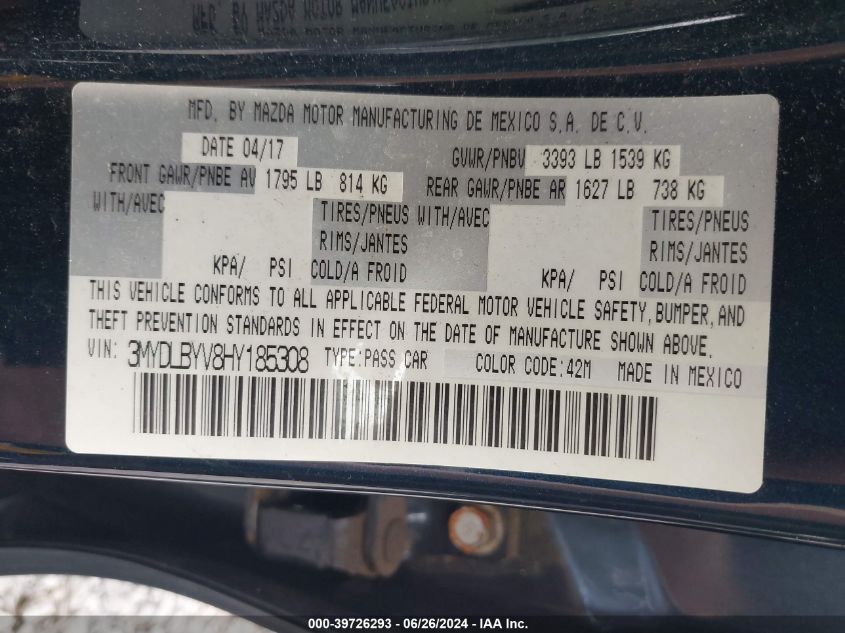 MFD. BY MAZDA MOTOR MANUFACTURING DE MEXICO S.A. DE C.V.
DATE 04/17 GVWR/PNBV 3393 LB 1539 KG
FRONT GAWR/PNBE AV 1795 LB 814 KG REAR GAWR/PNBE AR 1627 LB 738 KG
WITH/AVEC TIRES/PNEUS WITH/AVEC TIRES/PNEUS
RIMS/JANTES RIMS/JANTES
KPA/ PSI COLD/A FROID KPA/ PSI COLD/A FROID
THIS VEHICLE CONFORMS TO ALL APPLICABLE FEDERAL MOTOR VEHICLE SAFETY, BUMPER, AND
THEFT PREVENTION STANDARDS IN EFFECT ON THE DATE OF MANUFACTURE SHOWN ABOVE.
VIN: 3MYDLBYV8HY185308 TYPE:PASS CAR COLOR CODE:42M MADE IN MEXICO
000-39726293 - 06/26/2024 - IAA Inc.